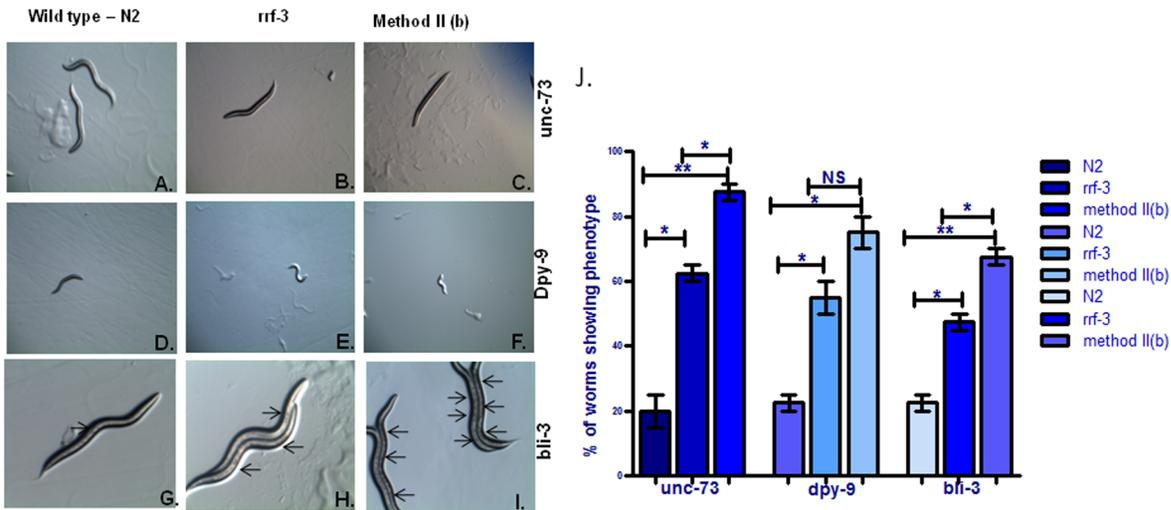 Wild type – N2
rrf-3
Method II (b)
A.
B.
C.
unc-73
D.
E.
F.
Dpy-9
G.
H.
I.
bli-3
J.
% of worms showing phenotype
100
80
60
40
20
0
*
**
*
*
*
NS
*
**
*
unc-73
dpy-9
bli-3
N2
rrf-3
method II(b)
N2
rrf-3
method II(b)
N2
rrf-3
method II(b)